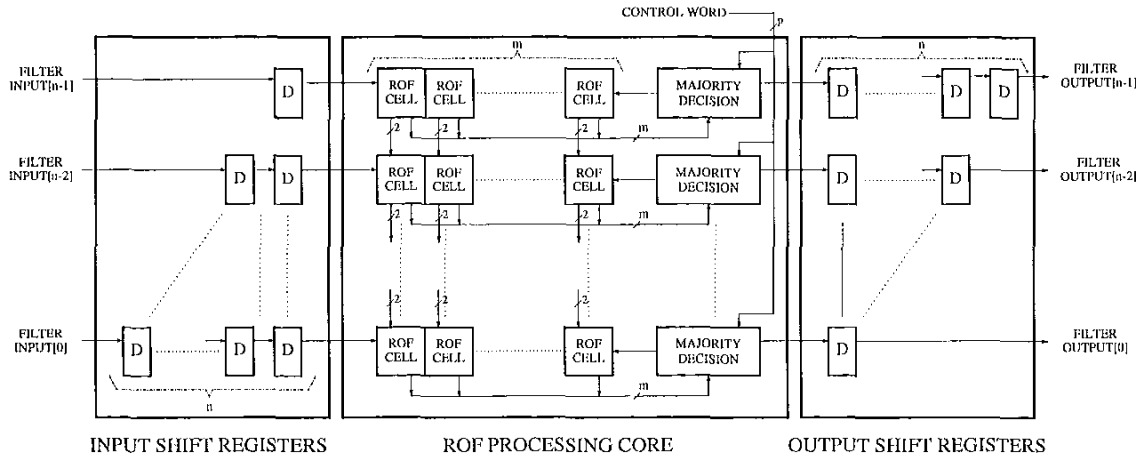 CONTROL WORD
p
m
n
FILTER
INPUT[n-1]
D
ROF
CELL
ROF
CELL
ROF
CELL
MAJORITY
DECISION
D
D
D
FILTER
OUTPUT[n-1]
2
2
2
m
FILTER
INPUT[n-2]
D
D
ROF
CELL
ROF
CELL
ROF
CELL
MAJORITY
DECISION
D
D
FILTER
OUTPUT[n-2]
2
2
2
m
2
2
2
FILTER
INPUT[0]
D
D
D
ROF
CELL
ROF
CELL
ROF
CELL
MAJORITY
DECISION
D
FILTER
OUTPUT[0]
m
n
INPUT SHIFT REGISTERS
ROF PROCESSING CORE
OUTPUT SHIFT REGISTERS